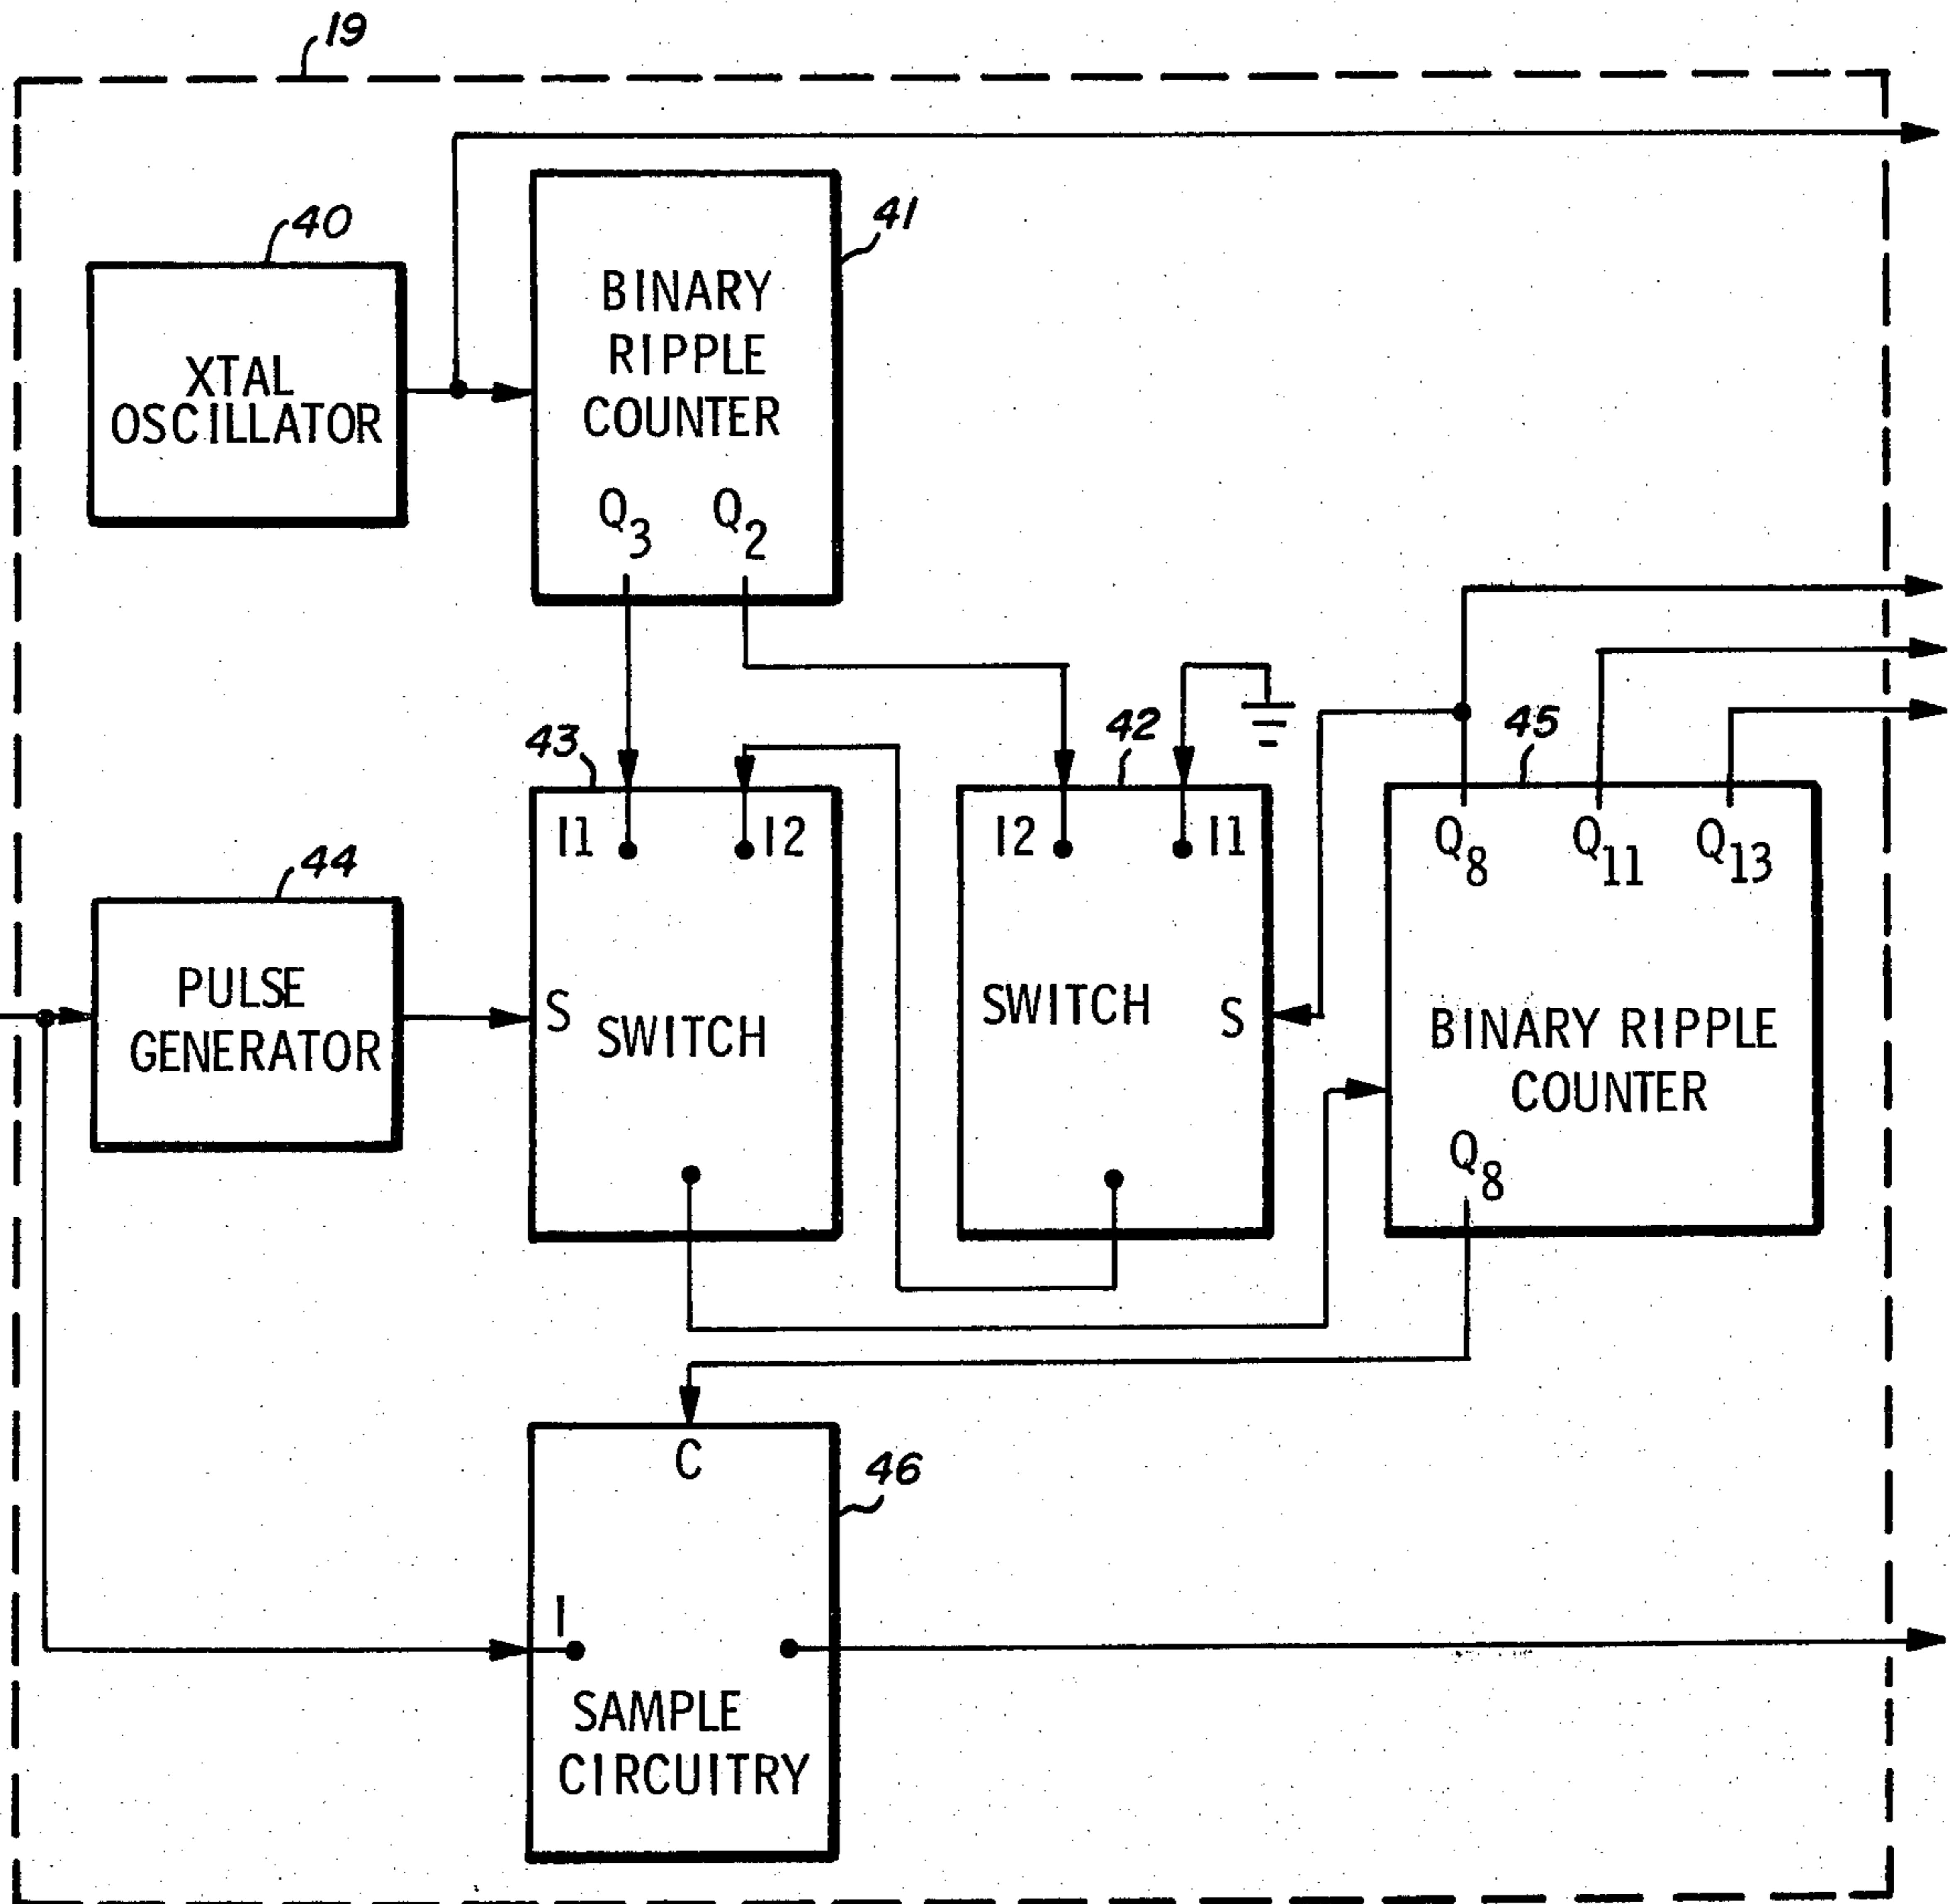 19
40
41
XTAL
OSCILLATOR
BINARY
RIPPLE
COUNTER
Q3 Q2
43
42
45
I1 I2
I2 I1
Q8 Q11 Q13
44
PULSE
GENERATOR
S SWITCH
SWITCH S
BINARY RIPPLE
COUNTER
Q8
C
46
I
SAMPLE
CIRCUITRY